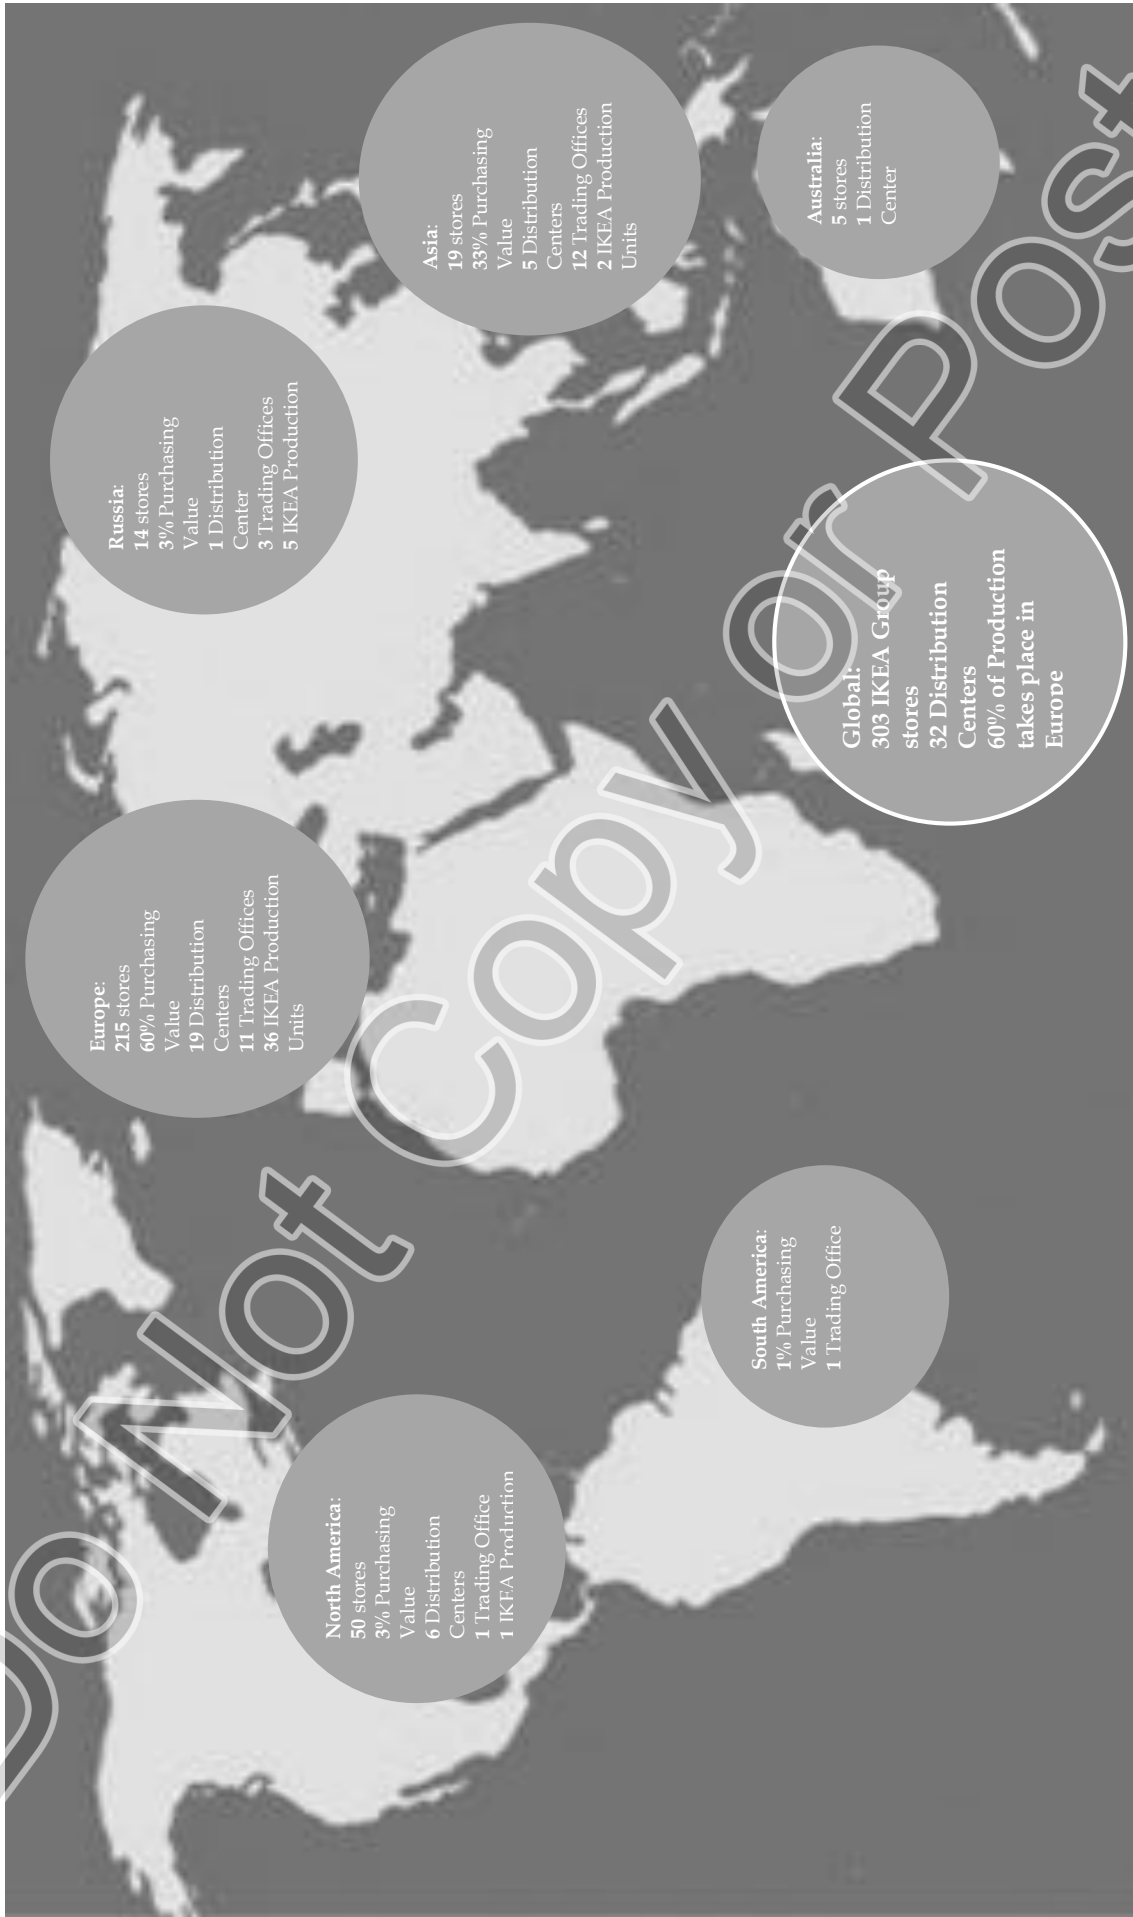 North America:
50 stores
3% Purchasing
Value
6 Distribution
Centers
1 Trading Office
1 IKEA Production
South America:
1% Purchasing
Value
1 Trading Office
Europe:
215 stores
60% Purchasing
Value
19 Distribution
Centers
11 Trading Offices
36 IKEA Production
Units
Russia:
14 stores
3% Purchasing
Value
1 Distribution
Center
3 Trading Offices
5 IKEA Production
Asia:
19 stores
33% Purchasing
Value
5 Distribution
Centers
12 Trading Offices
2 IKEA Production
Units
Australia:
5 stores
1 Distribution
Center
Global:
303 IKEA Group
stores
32 Distribution
Centers
60% of Production
takes place in
Europe
Do Not Copy or Post